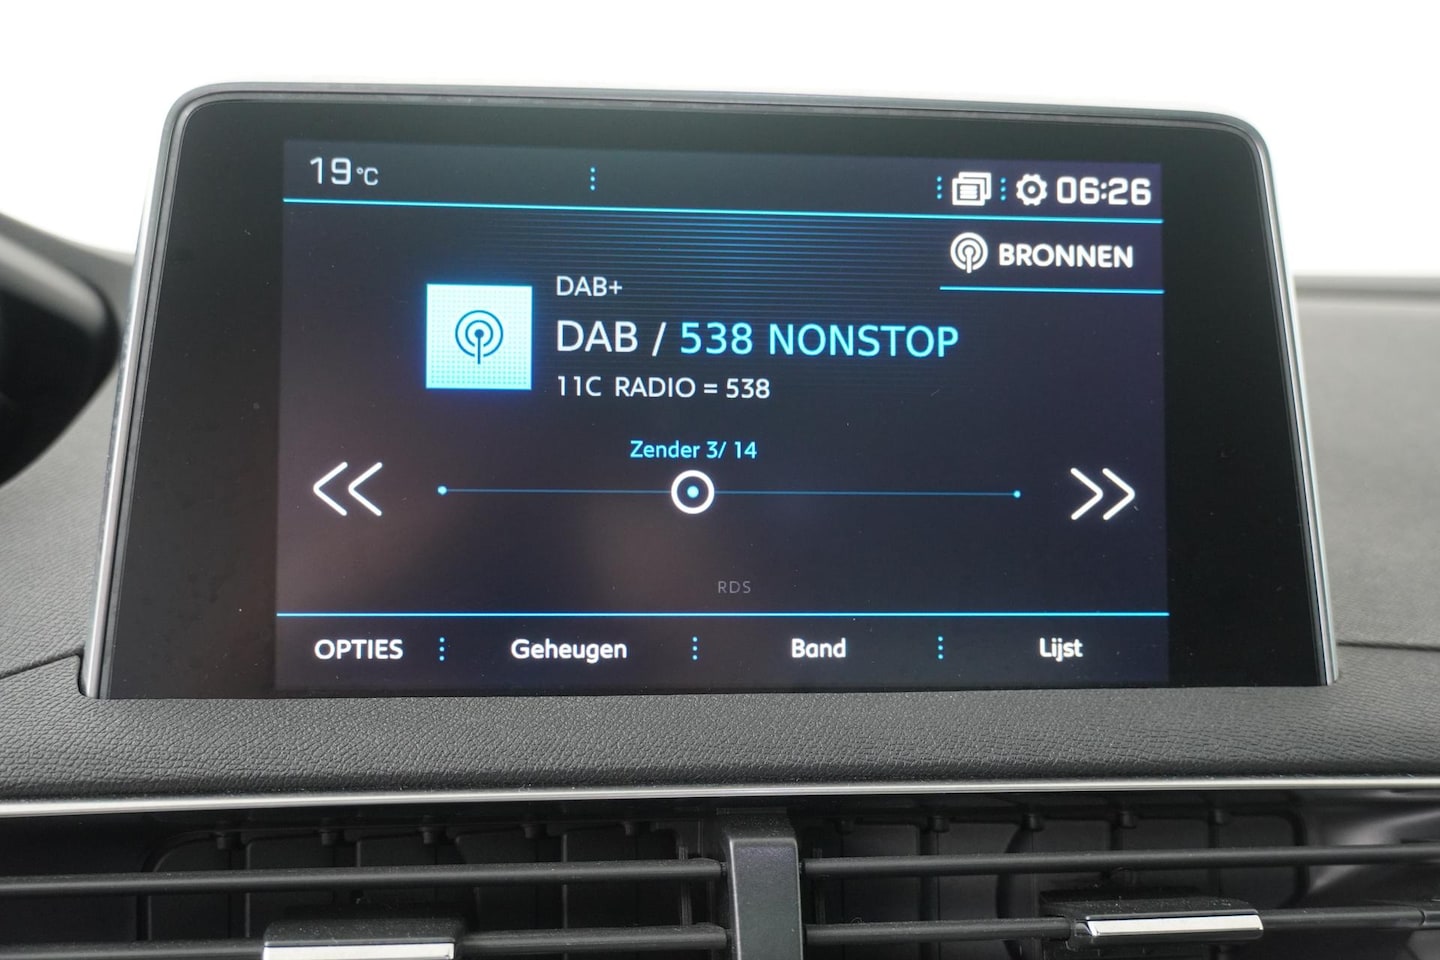 19°C
06:26
BRONNEN
DAB+
DAB / 538 NONSTOP
11C RADIO = 538
Zender 3/ 14
RDS
OPTIES Geheugen Band Lijst